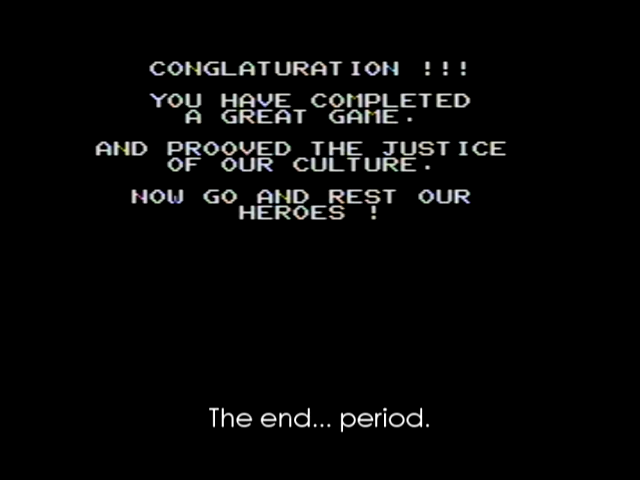 CONGLATURATION !!!
YOU HAVE COMPLETED
A GREAT GAME.
AND PROOVED THE JUSTICE
OF OUR CULTURE.
NOW GO AND REST OUR
HEROES !
The end... period.